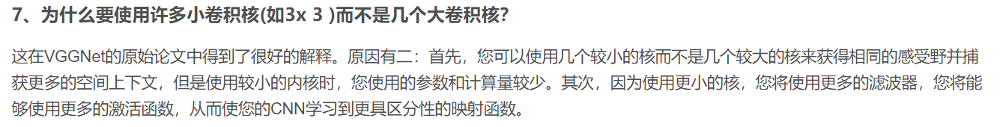 7、为什么要使用许多小卷积核(如3x 3 )而不是几个大卷积核？
这在VGGNet的原始论文中得到了很好的解释。原因有二：首先，您可以使用几个较小的核而不是几个较大的核来获得相同的感受野并捕
获更多的空间上下文，但是使用较小的内核时，您使用的参数和计算量较少。其次，因为使用更小的核，您将使用更多的滤波器，您将能
够使用更多的激活函数，从而使您的CNN学习到更具区分性的映射函数。